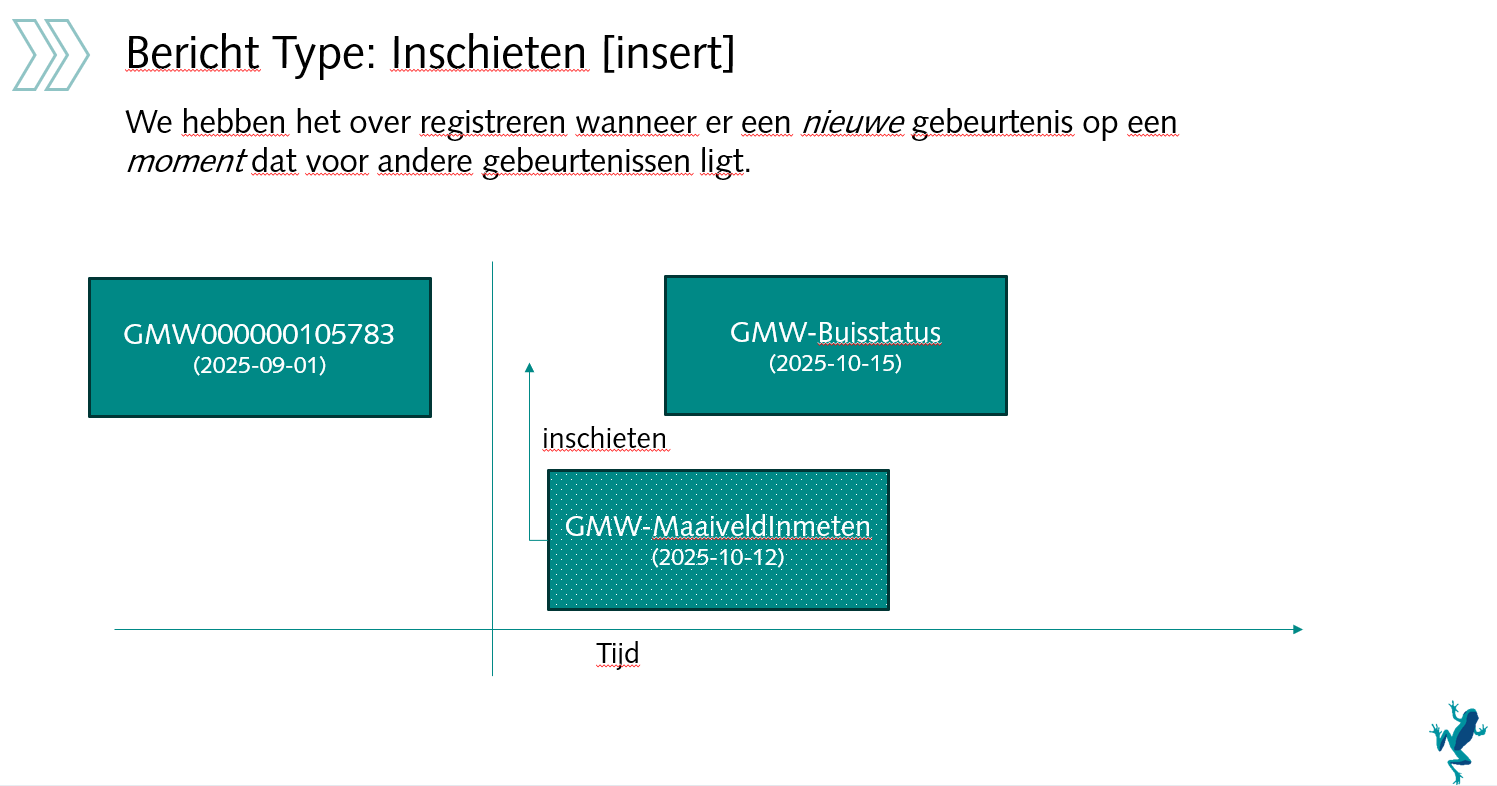 Bericht Type: Inschieten [insert]
We hebben het over registreren wanneer er een nieuwe gebeurtenis op een
moment dat voor andere gebeurtenissen ligt.
GMW000000105783
(2025-09-01)
GMW-Buisstatus
(2025-10-15)
inschieten
GMW-MaaiveldInmeten
(2025-10-12)
Tijd